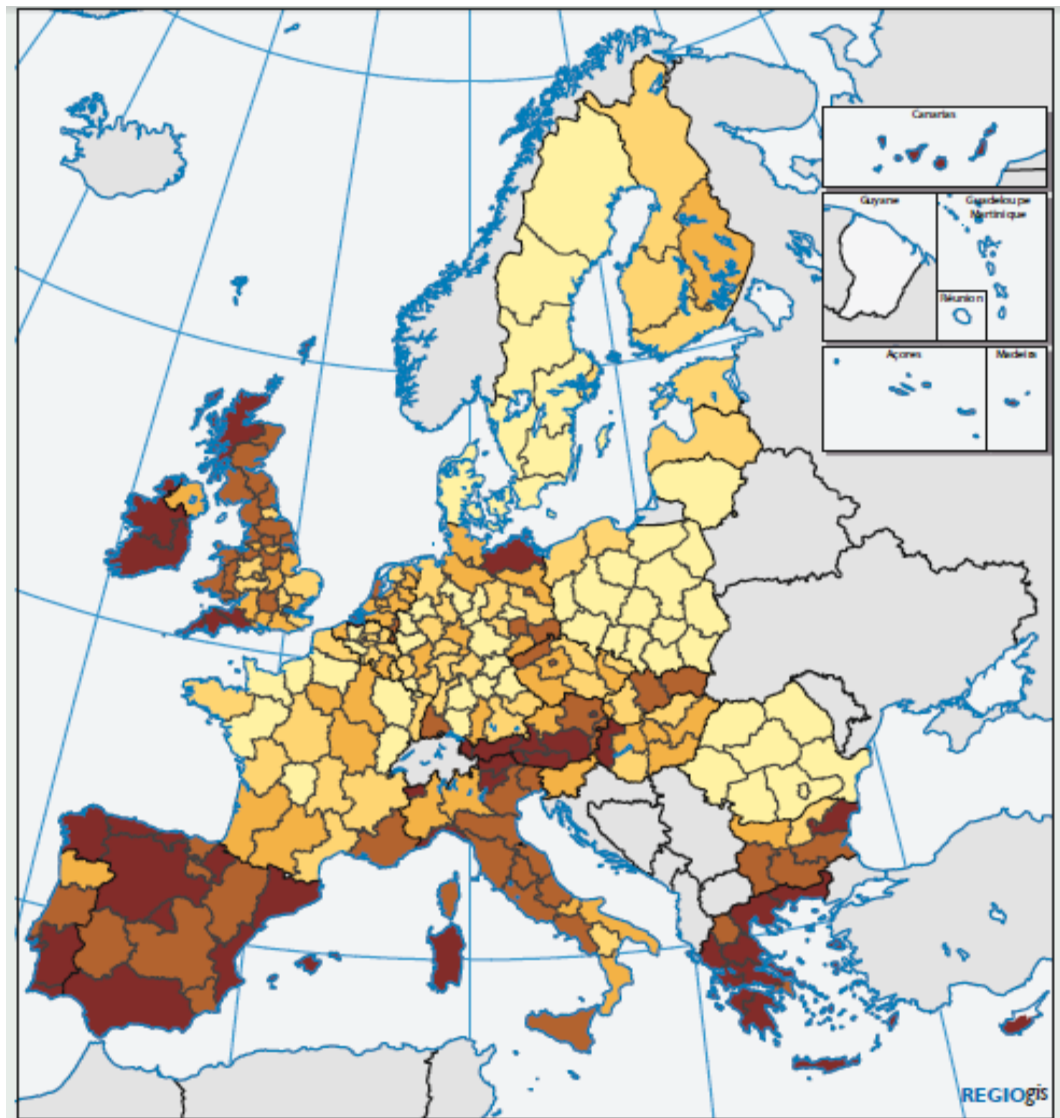 Canarias
Guyane
Guadeloupe
Martinique
Réunion
Açores
Madeira
REGIOgis